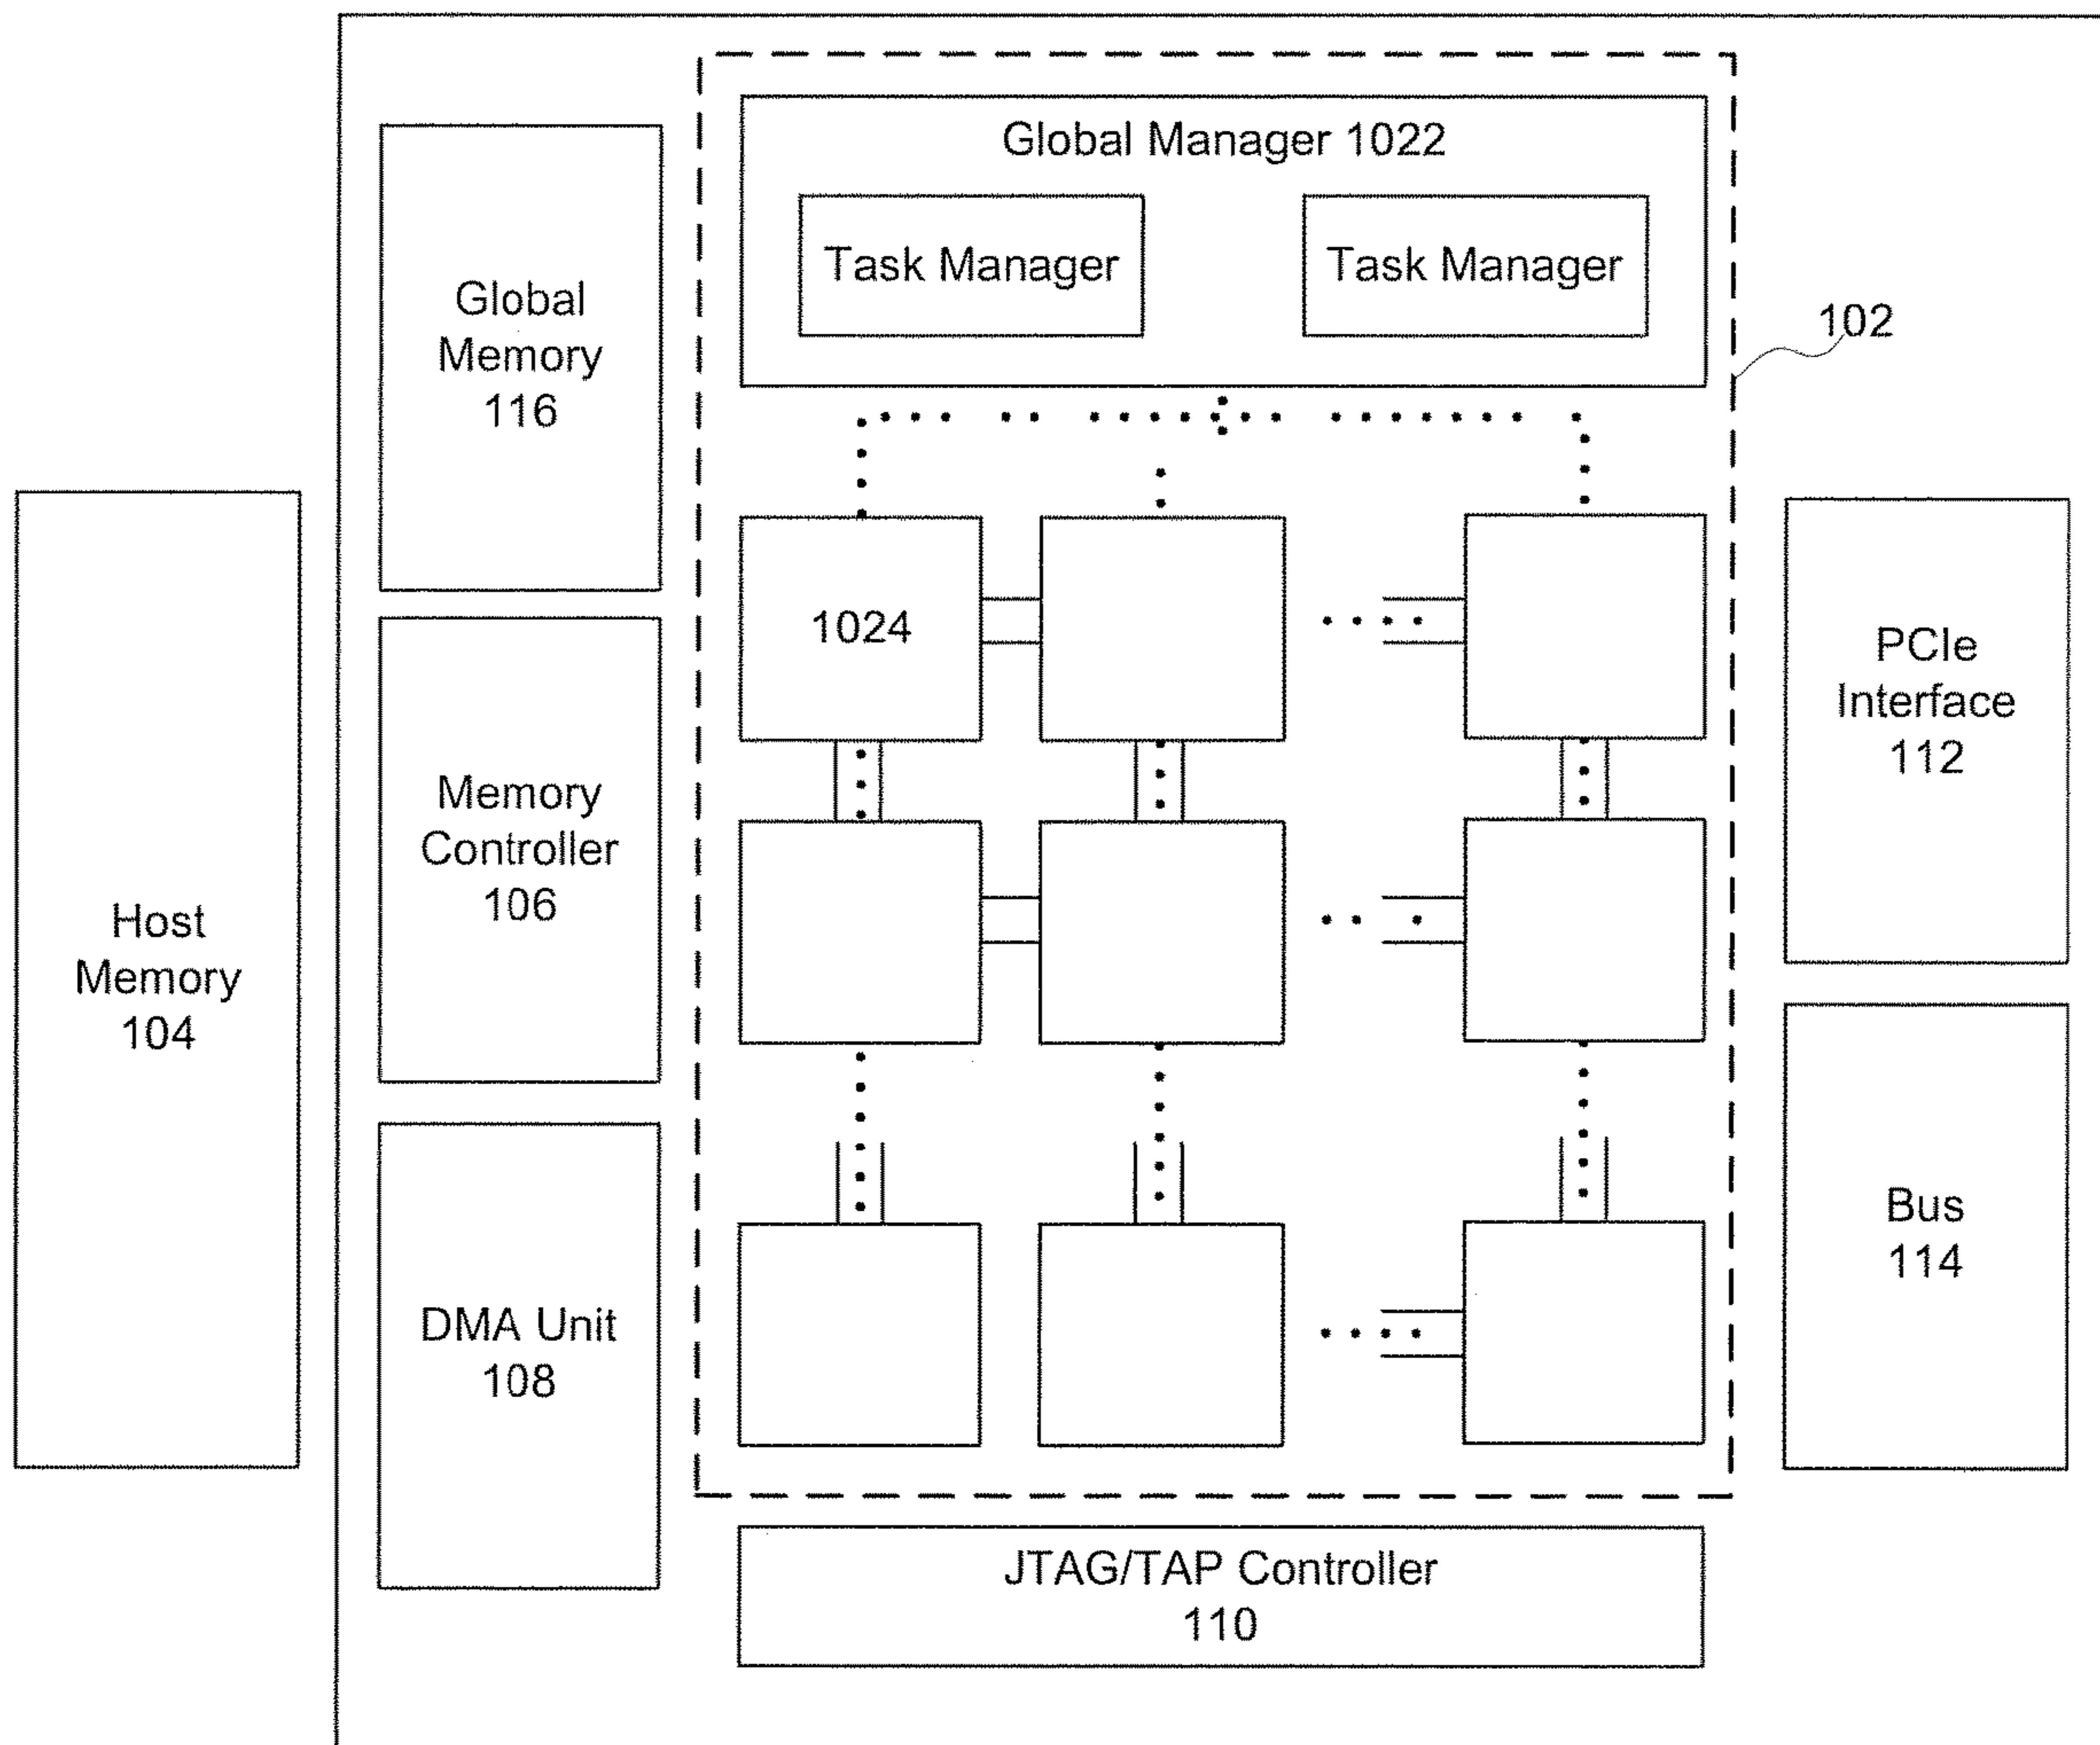 Global Manager 1022
Task Manager
Task Manager
102
Global
Memory
116
1024
PCIe
Interface
112
Memory
Controller
106
Host
Memory
104
Bus
114
DMA Unit
108
JTAG/TAP Controller
110